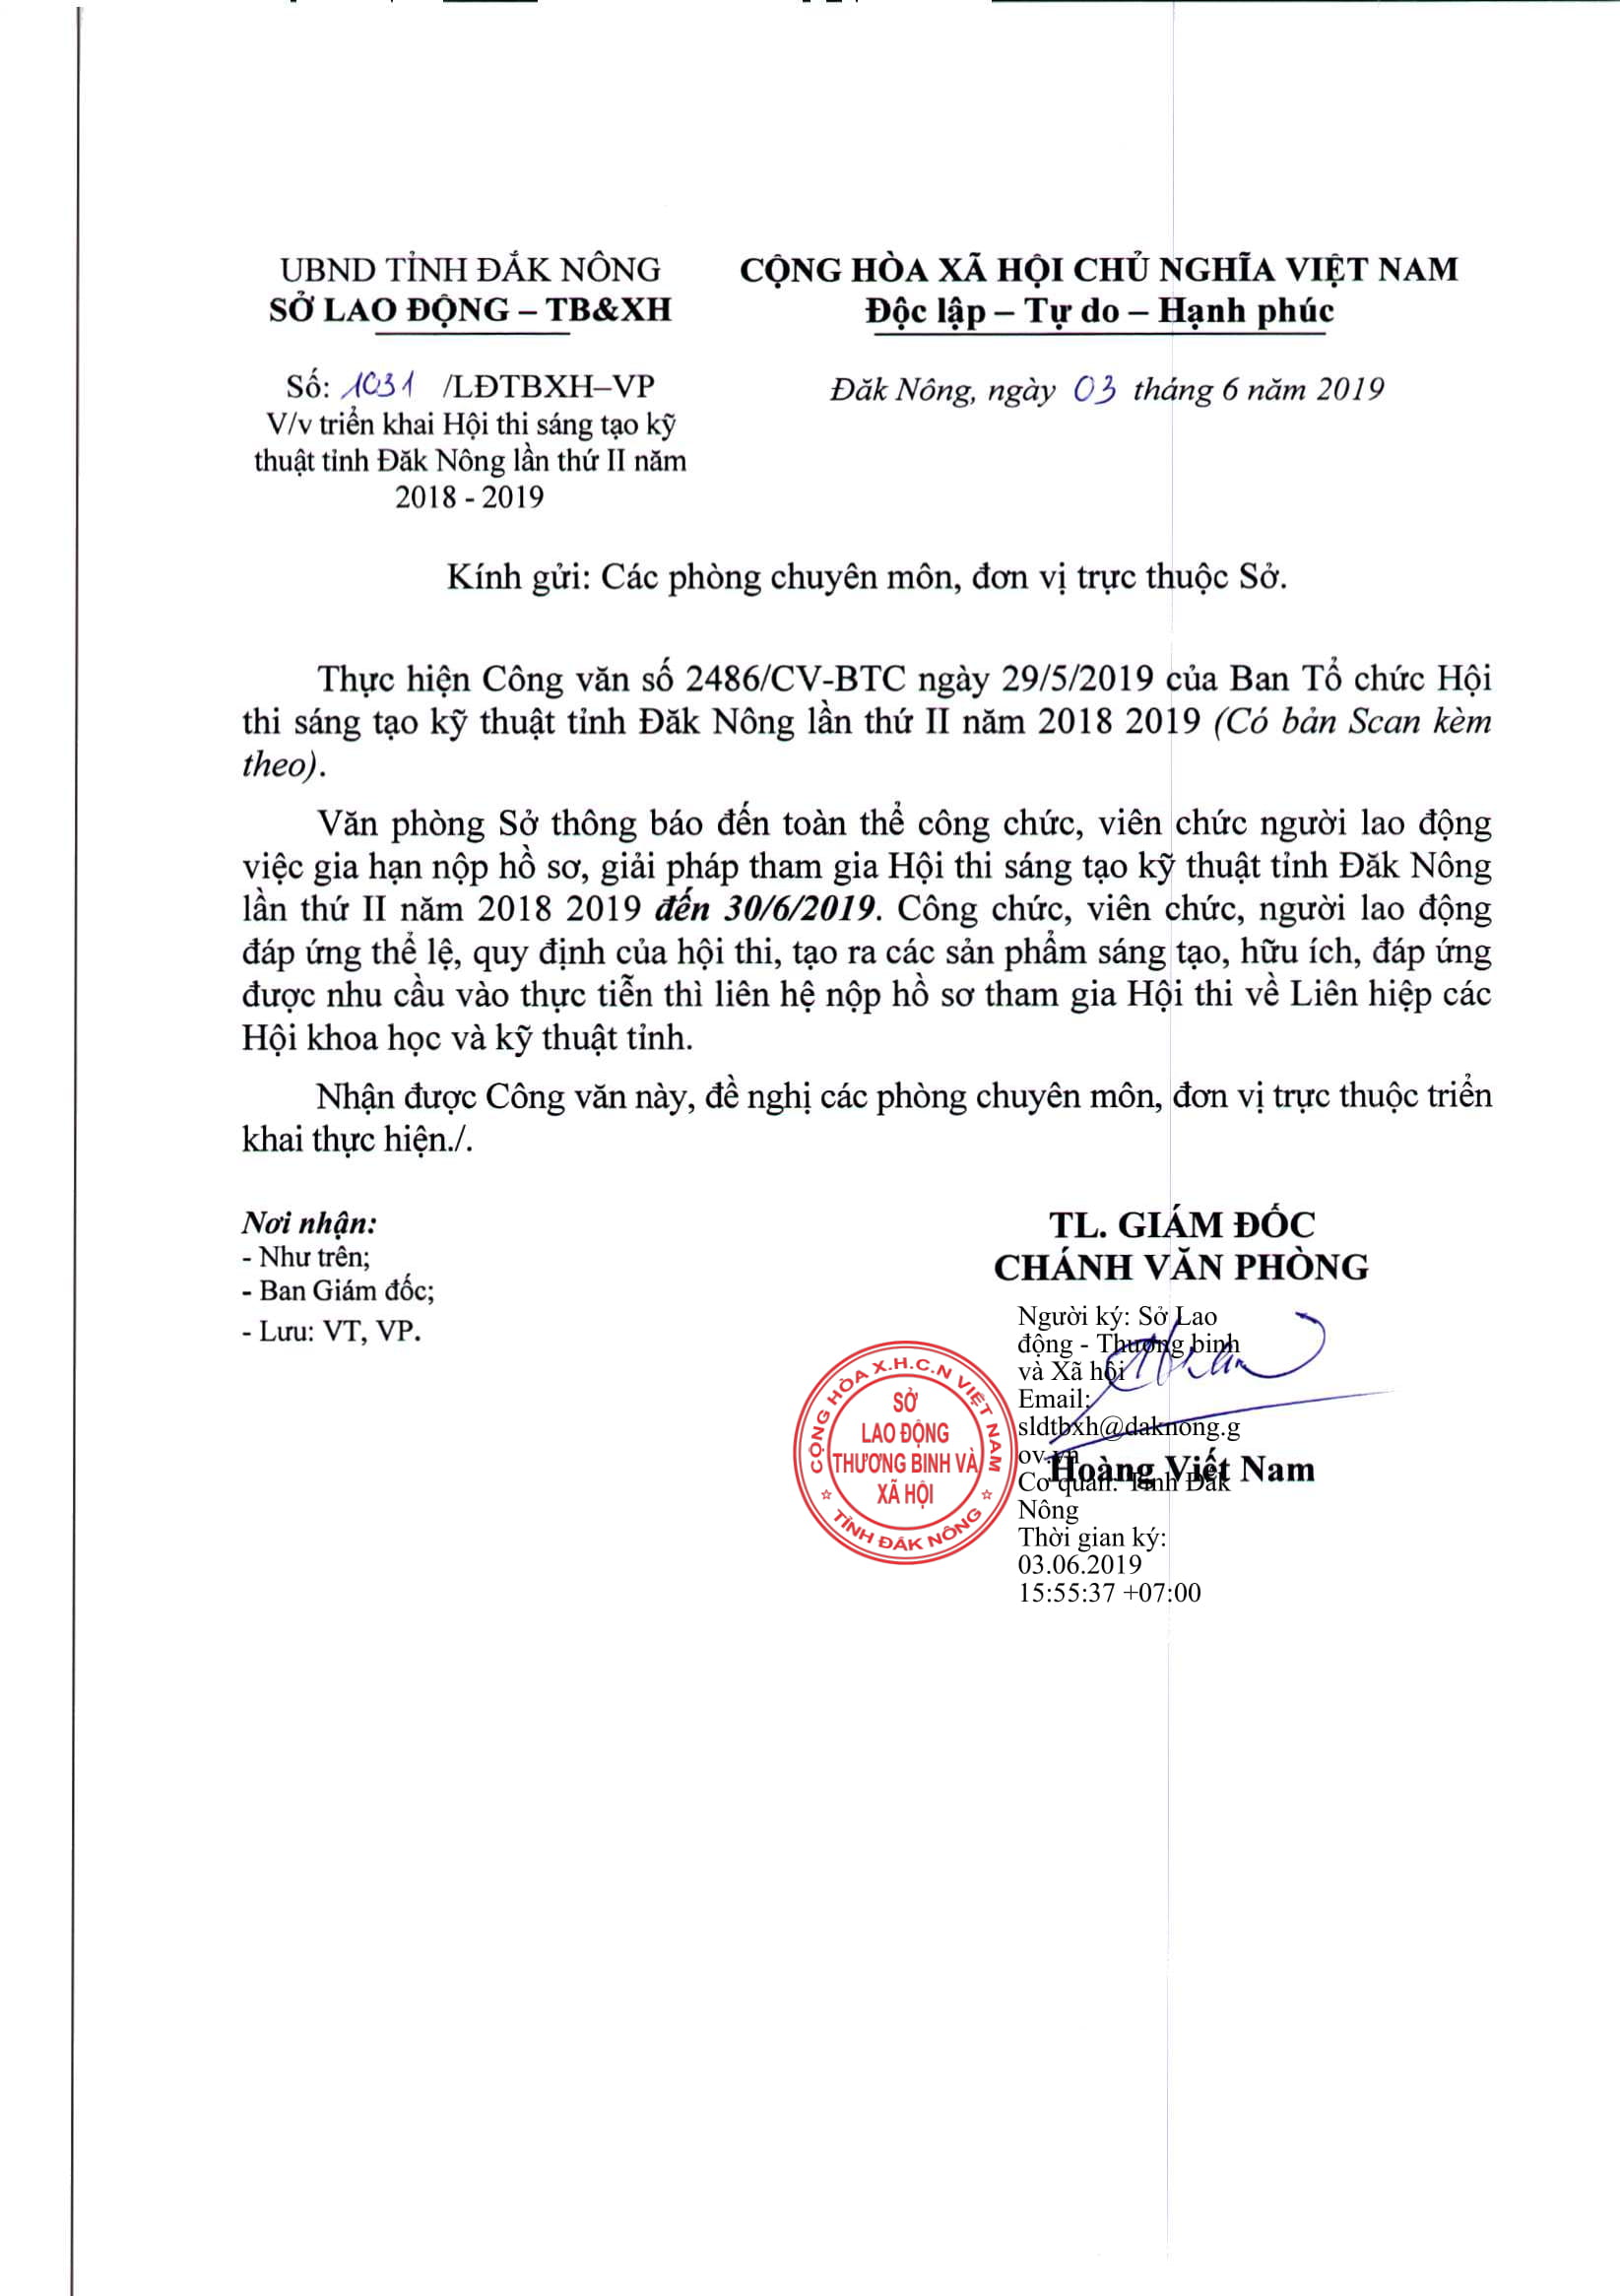 UBND TỈNH ĐẮK NÔNG
SỞ LAO ĐỘNG – TB&XH
CỘNG HÒA XÃ HỘI CHỦ NGHĨA VIỆT NAM
Độc lập – Tự do – Hạnh phúc
Số: 1031 /LĐTBXH–VP
V/v triển khai Hội thi sáng tạo kỹ
thuật tỉnh Đăk Nông lần thứ II năm
2018 - 2019
Đăk Nông, ngày 03 tháng 6 năm 2019
Kính gửi: Các phòng chuyên môn, đơn vị trực thuộc Sở.
Thực hiện Công văn số 2486/CV-BTC ngày 29/5/2019 của Ban Tổ chức Hội
thi sáng tạo kỹ thuật tỉnh Đăk Nông lần thứ II năm 2018 2019 (Có bản Scan kèm
theo).
Văn phòng Sở thông báo đến toàn thể công chức, viên chức người lao động
việc gia hạn nộp hồ sơ, giải pháp tham gia Hội thi sáng tạo kỹ thuật tỉnh Đăk Nông
lần thứ II năm 2018 2019 đến 30/6/2019. Công chức, viên chức, người lao động
đáp ứng thể lệ, quy định của hội thi, tạo ra các sản phẩm sáng tạo, hữu ích, đáp ứng
được nhu cầu vào thực tiễn thì liên hệ nộp hồ sơ tham gia Hội thi về Liên hiệp các
Hội khoa học và kỹ thuật tỉnh.
Nhận được Công văn này, đề nghị các phòng chuyên môn, đơn vị trực thuộc triển
khai thực hiện./.
Nơi nhận:
- Như trên;
- Ban Giám đốc;
- Lưu: VT, VP.
TL. GIÁM ĐỐC
CHÁNH VĂN PHÒNG
Người ký: Sở Lao
động - Thương binh
và Xã hội
Email:
sldtbxh@daknong.g
ov.vn
Hoàng Viết Nam
Cơ quan: Tỉnh Đăk
Nông
Thời gian ký:
03.06.2019
15:55:37 +07:00
CỘNG HÒA X.H.C.N VIỆT NAM
SỞ
LAO ĐỘNG
THƯƠNG BINH VÀ
XÃ HỘI
TỈNH ĐẮK NÔNG